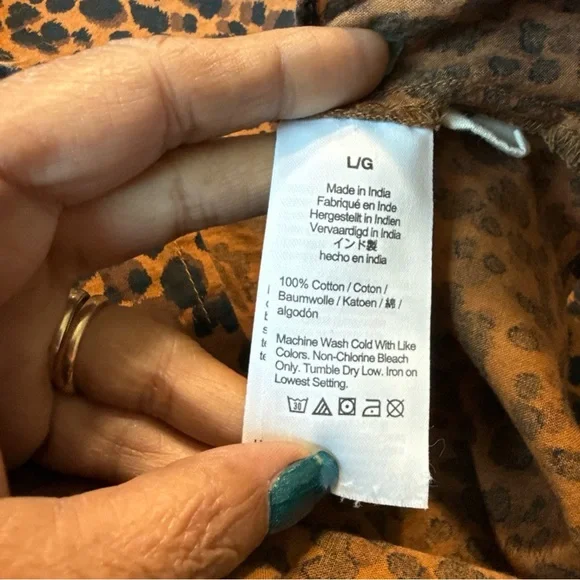 L/G
Made in India
Fabriqué en Inde
Hergestellt in Indien
Vervaardigd in India
インド製
hecho en india
100% Cotton / Coton /
Baumwolle / Katoen / 綿 /
algodón
Machine Wash Cold With Like
Colors. Non-Chlorine Bleach
Only. Tumble Dry Low. Iron on
Lowest Setting.
30